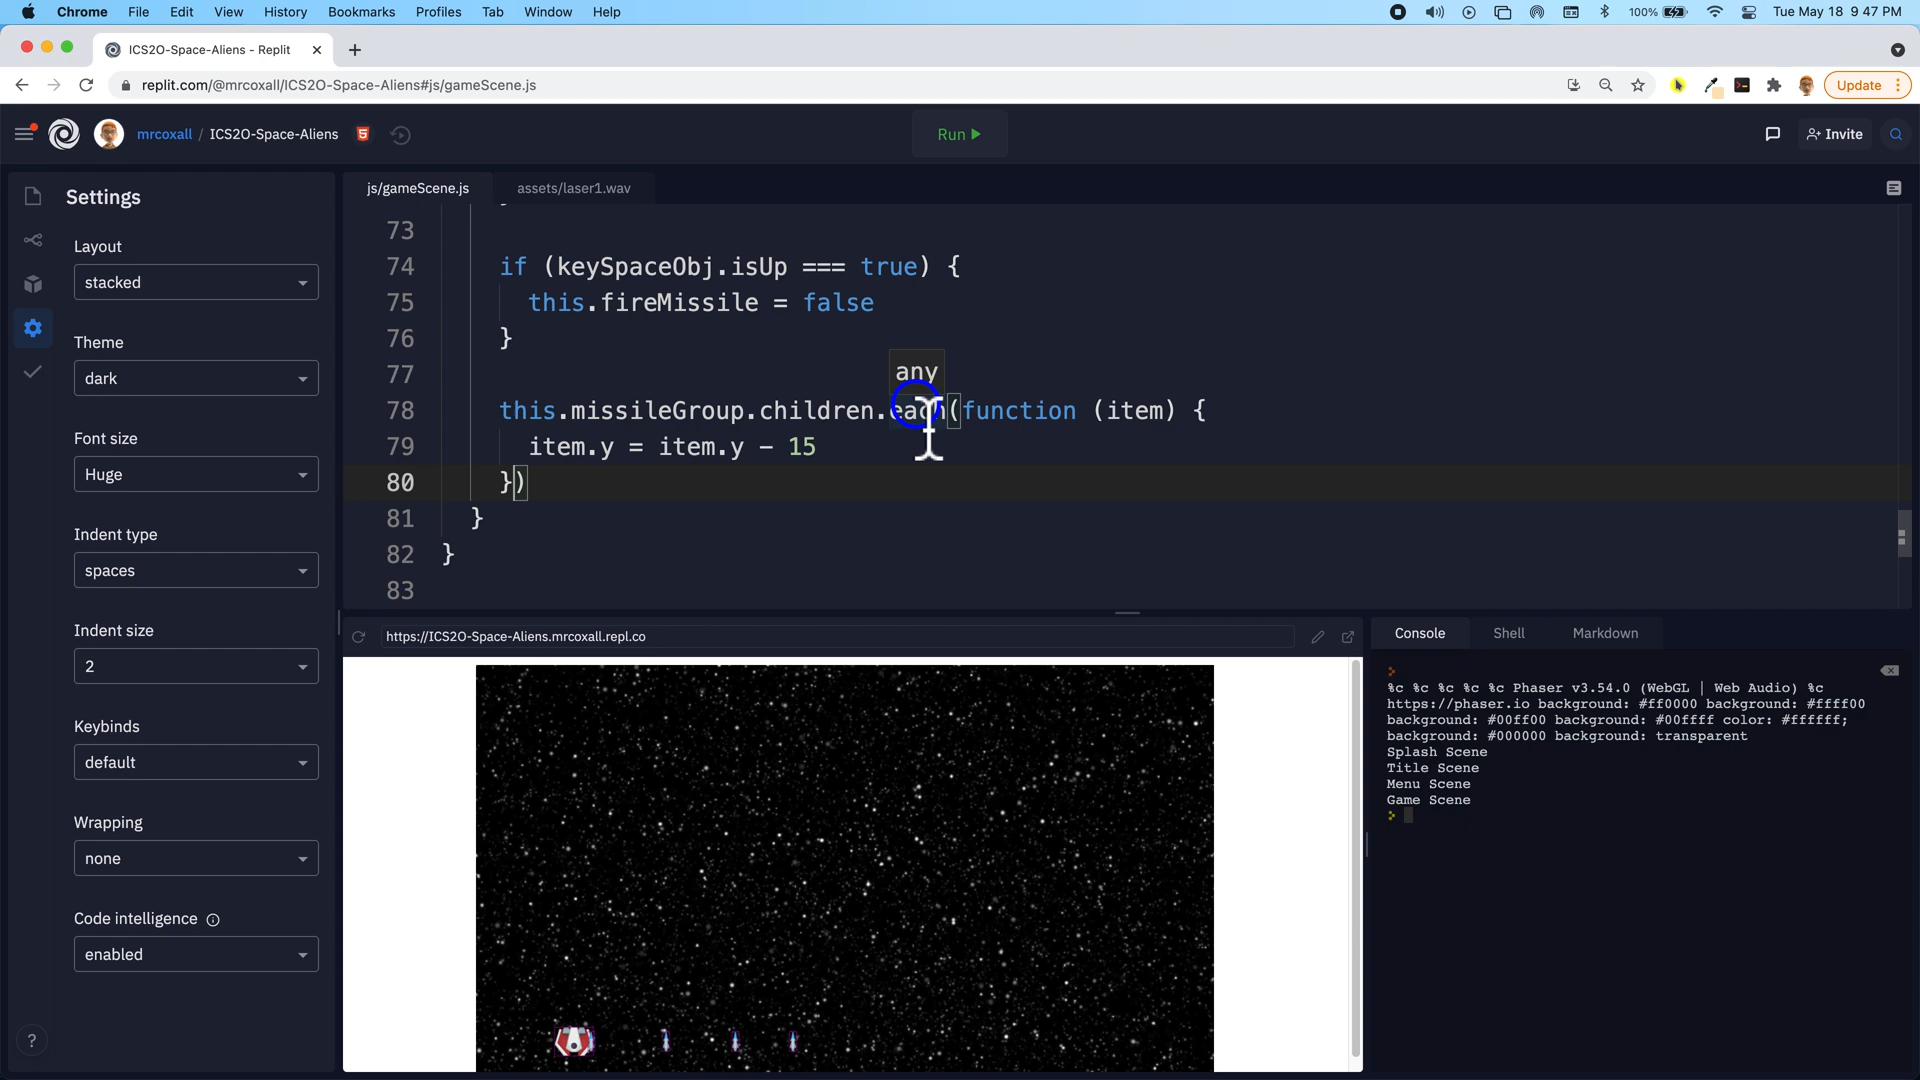 Chrome File Edit View History Bookmarks Profiles Tab Window Help
100% Tue May 18 9:47 PM
ICS2O-Space-Aliens - Replit
replit.com/@mrcoxall/ICS2O-Space-Aliens#js/gameScene.js
Update
mrcoxall / ICS2O-Space-Aliens
Run
Invite
Settings
Layout
stacked
Theme
dark
Font size
Huge
Indent type
spaces
Indent size
2
Keybinds
default
Wrapping
none
Code intelligence
enabled
?
js/gameScene.js
assets/laser1.wav
73
74 if (keySpaceObj.isUp === true) {
75 this.fireMissile = false
76 }
77
any
78 this.missileGroup.children.each(function (item) {
79 item.y = item.y - 15
80 })
81 }
82 }
83
https://ICS2O-Space-Aliens.mrcoxall.repl.co
Console Shell Markdown
%c %c %c %c %c Phaser v3.54.0 (WebGL | Web Audio) %c
https://phaser.io background: #ff0000 background: #ffff00
background: #00ff00 background: #00ffff color: #ffffff;
background: #000000 background: transparent
Splash Scene
Title Scene
Menu Scene
Game Scene